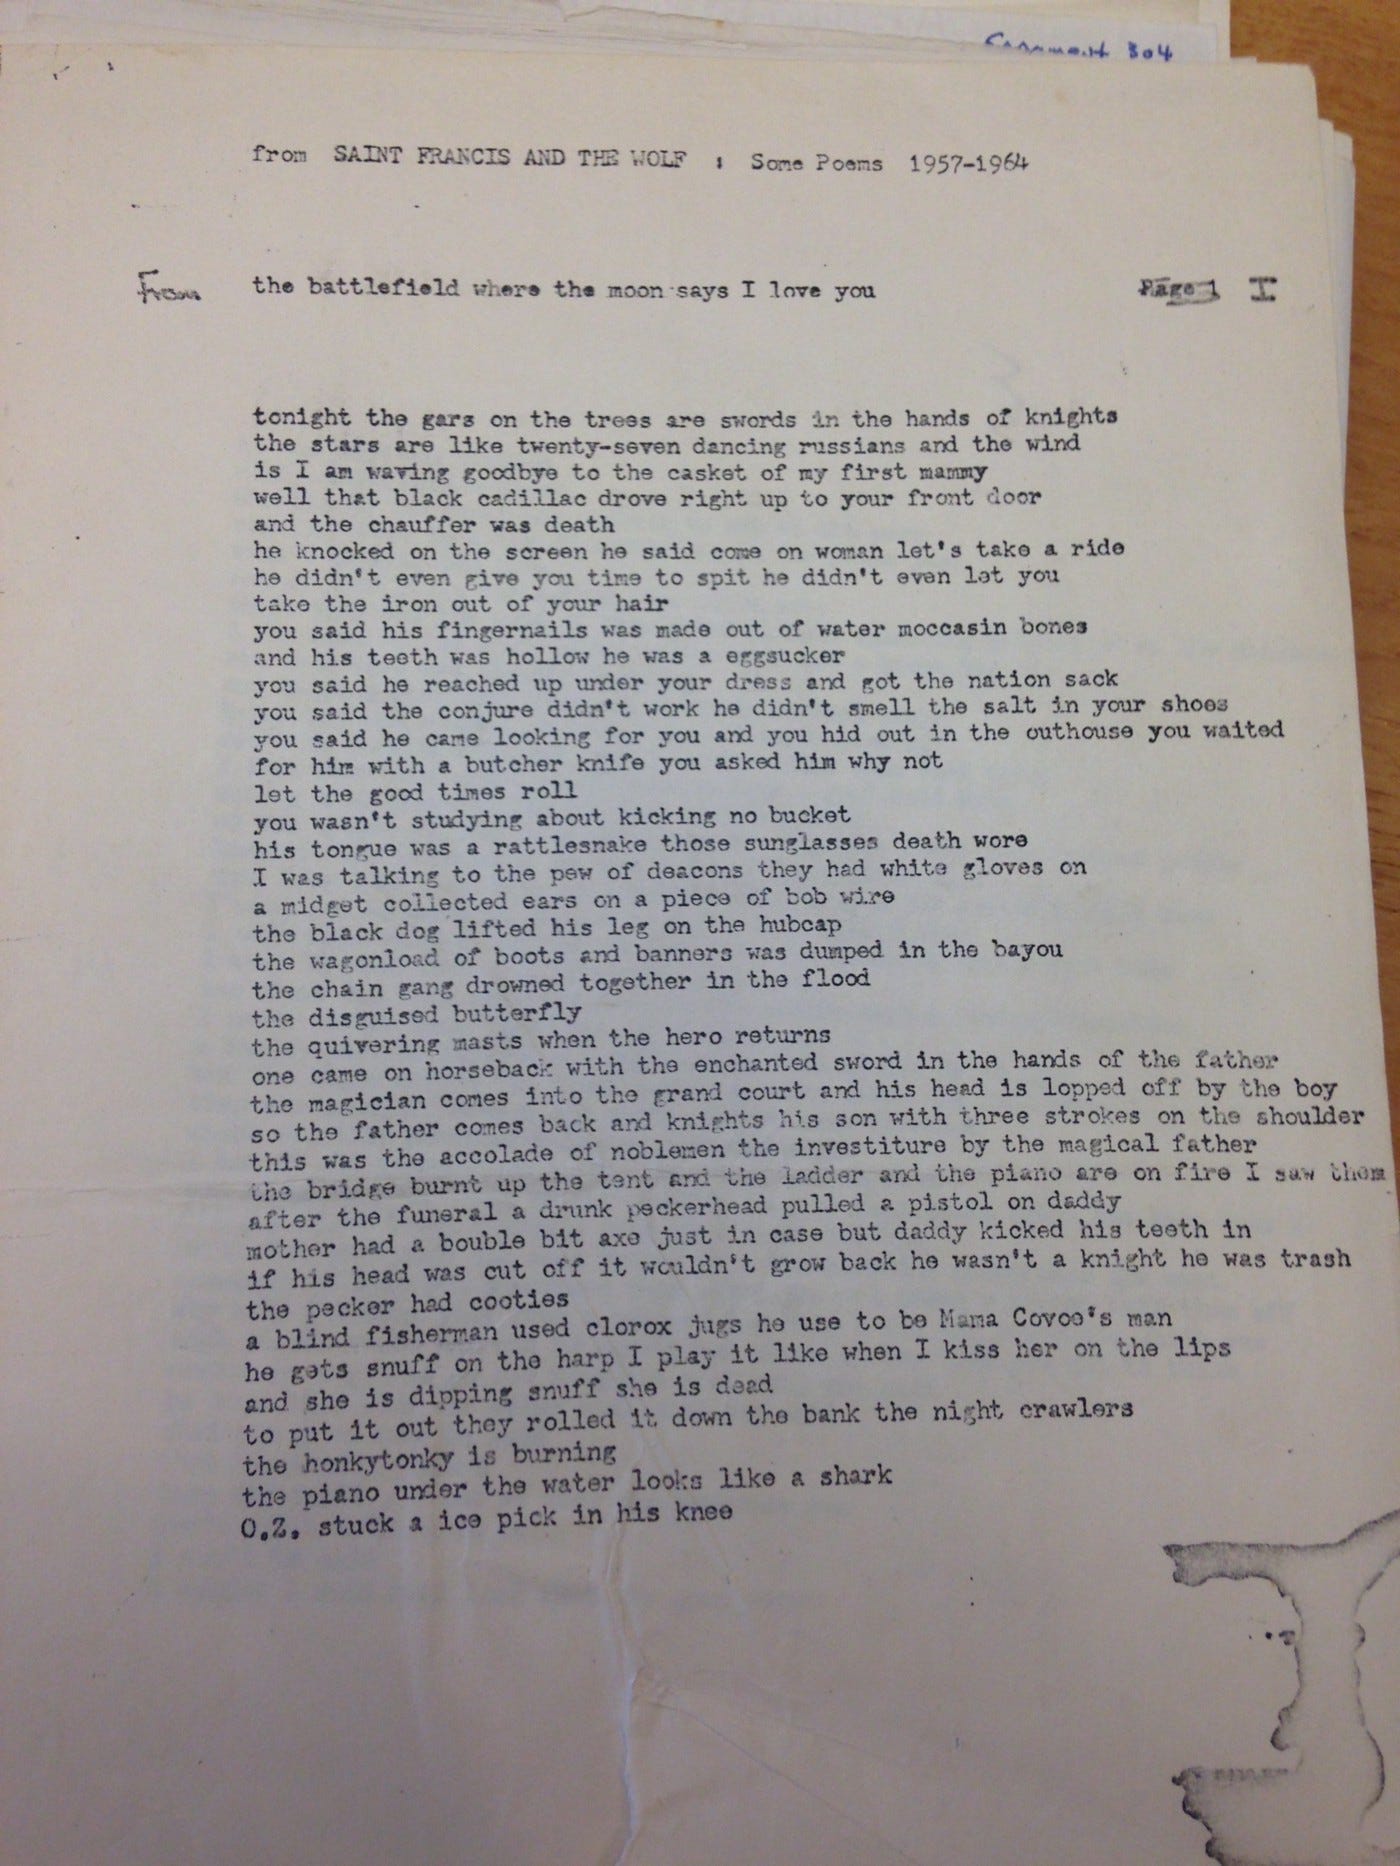 304
from SAINT FRANCIS AND THE WOLF : Some Poems 1957-1964
From the battlefield where the moon says I love you Page 1 I
tonight the gars on the trees are swords in the hands of knights
the stars are like twenty-seven dancing russians and the wind
is I am waving goodbye to the casket of my first mammy
well that black cadillac drove right up to your front door
and the chauffer was death
he knocked on the screen he said come on woman let's take a ride
he didn't even give you time to spit he didn't even let you
take the iron out of your hair
you said his fingernails was made out of water moccasin bones
and his teeth was hollow he was a eggsucker
you said he reached up under your dress and got the nation sack
you said the conjure didn't work he didn't smell the salt in your shoes
you said he came looking for you and you hid out in the outhouse you waited
for him with a butcher knife you asked him why not
let the good times roll
you wasn't studying about kicking no bucket
his tongue was a rattlesnake those sunglasses death wore
I was talking to the pew of deacons they had white gloves on
a midget collected ears on a piece of bob wire
the black dog lifted his leg on the hubcap
the wagonload of boots and banners was dumped in the bayou
the chain gang drowned together in the flood
the disguised butterfly
the quivering masts when the hero returns
one came on horseback with the enchanted sword in the hands of the father
the magician comes into the grand court and his head is lopped off by the boy
so the father comes back and knights his son with three strokes on the shoulder
this was the accolade of noblemen the investiture by the magical father
the bridge burnt up the tent and the ladder and the piano are on fire I saw them
after the funeral a drunk peckerhead pulled a pistol on daddy
mother had a bouble bit axe just in case but daddy kicked his teeth in
if his head was cut off it wouldn't grow back he wasn't a knight he was trash
the pecker had cooties
a blind fisherman used clorox jugs he use to be Mama Covoe's man
he gets snuff on the harp I play it like when I kiss her on the lips
and she is dipping snuff she is dead
to put it out they rolled it down the bank the night crawlers
the honkytonky is burning
the piano under the water looks like a shark
O.Z. stuck a ice pick in his knee